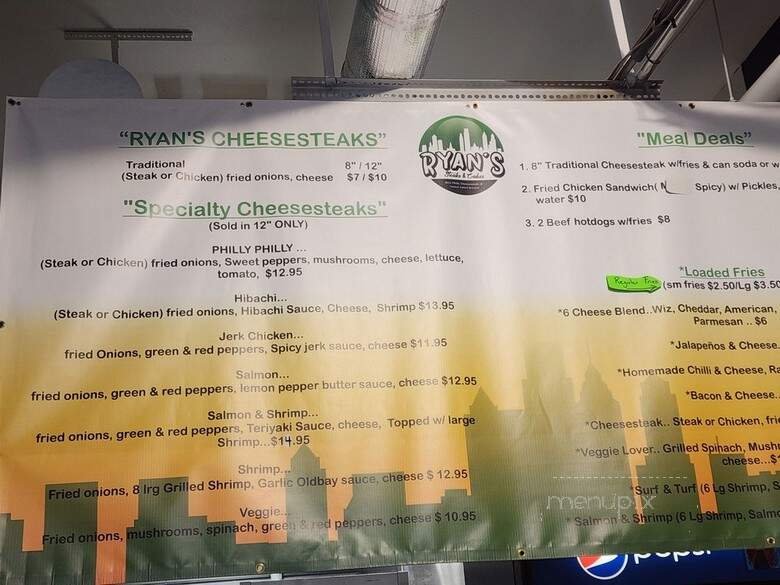 "RYAN'S CHEESESTEAKS"
Traditional 8" / 12"
(Steak or Chicken) fried onions, cheese $7 / $10
"Specialty Cheesesteaks"
(Sold in 12" ONLY)
PHILLY PHILLY ...
(Steak or Chicken) fried onions, Sweet peppers, mushrooms, cheese, lettuce,
tomato, $12.95
Hibachi...
(Steak or Chicken) fried onions, Hibachi Sauce, Cheese, Shrimp $13.95
Jerk Chicken...
fried Onions, green & red peppers, Spicy jerk sauce, cheese $11.95
Salmon...
fried onions, green & red peppers, lemon pepper butter sauce, cheese $12.95
Salmon & Shrimp...
fried onions, green & red peppers, Teriyaki Sauce, cheese, Topped w/ large
Shrimp...$14.95
Shrimp...
Fried onions, 8 lrg Grilled Shrimp, Garlic Oldbay sauce, cheese $ 12.95
Veggie...
Fried onions, mushrooms, spinach, green & red peppers, cheese $ 10.95
RYAN'S
Steaks & Cakes
"Meal Deals"
1. 8" Traditional Cheesesteak w/fries & can soda or w
2. Fried Chicken Sandwich( Spicy) w/ Pickles,
water $10
3. 2 Beef hotdogs w/fries $8
*Loaded Fries
Regular Fries
(sm fries $2.50/Lg $3.50
*6 Cheese Blend..Wiz, Cheddar, American,
Parmesan .. $6
*Jalapeños & Cheese.
*Homemade Chilli & Cheese, Ra
*Bacon & Cheese..
*Cheesesteak.. Steak or Chicken, frie
*Veggie Lover.. Grilled Spinach, Mush
cheese...$
*Surf & Turf (6 Lg Shrimp, S
*Salmon & Shrimp (6 Lg Shrimp, Salmo
menupix
pepsi